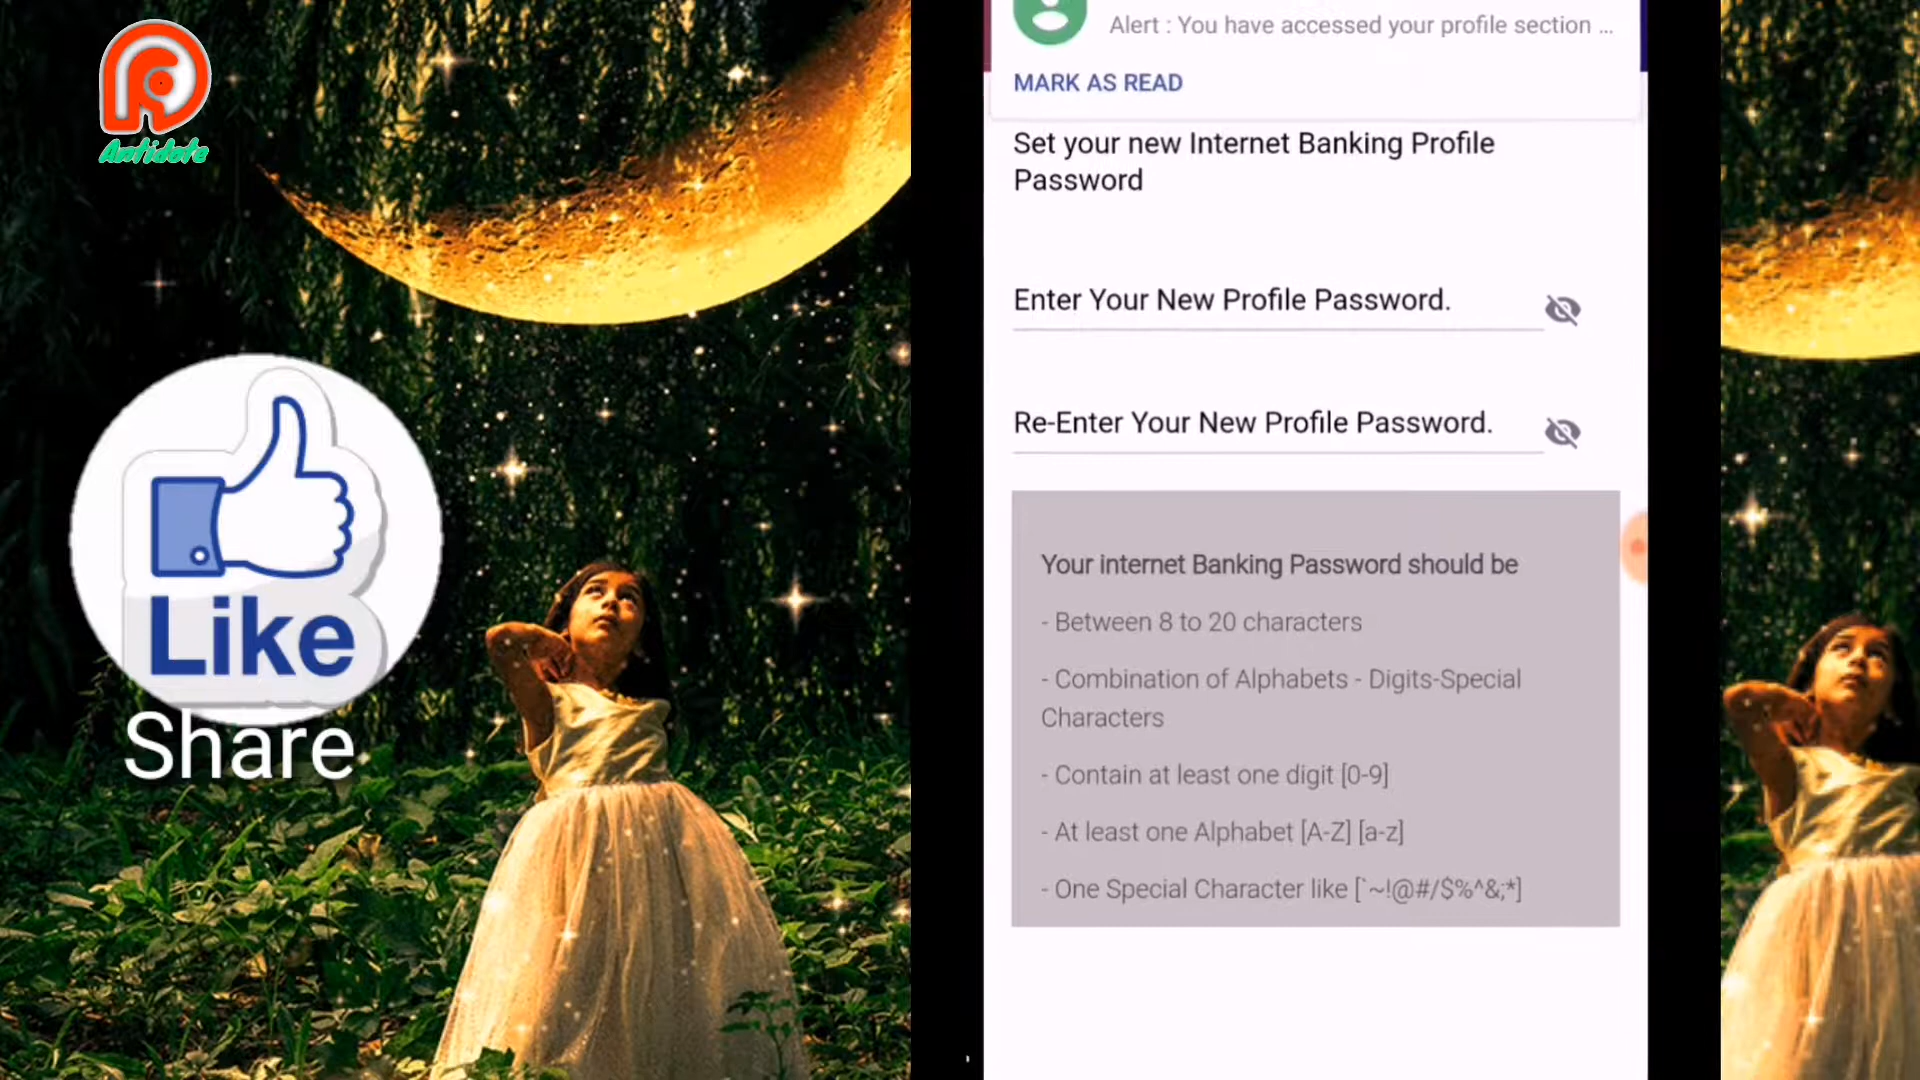 Antidote
Like
Share
Alert : You have accessed your profile section ...
MARK AS READ
Set your new Internet Banking Profile
Password
Enter Your New Profile Password.
Re-Enter Your New Profile Password.
Your internet Banking Password should be
- Between 8 to 20 characters
- Combination of Alphabets - Digits-Special
Characters
- Contain at least one digit [0-9]
- At least one Alphabet [A-Z] [a-z]
- One Special Character like [`~!@#/$%^&;*]